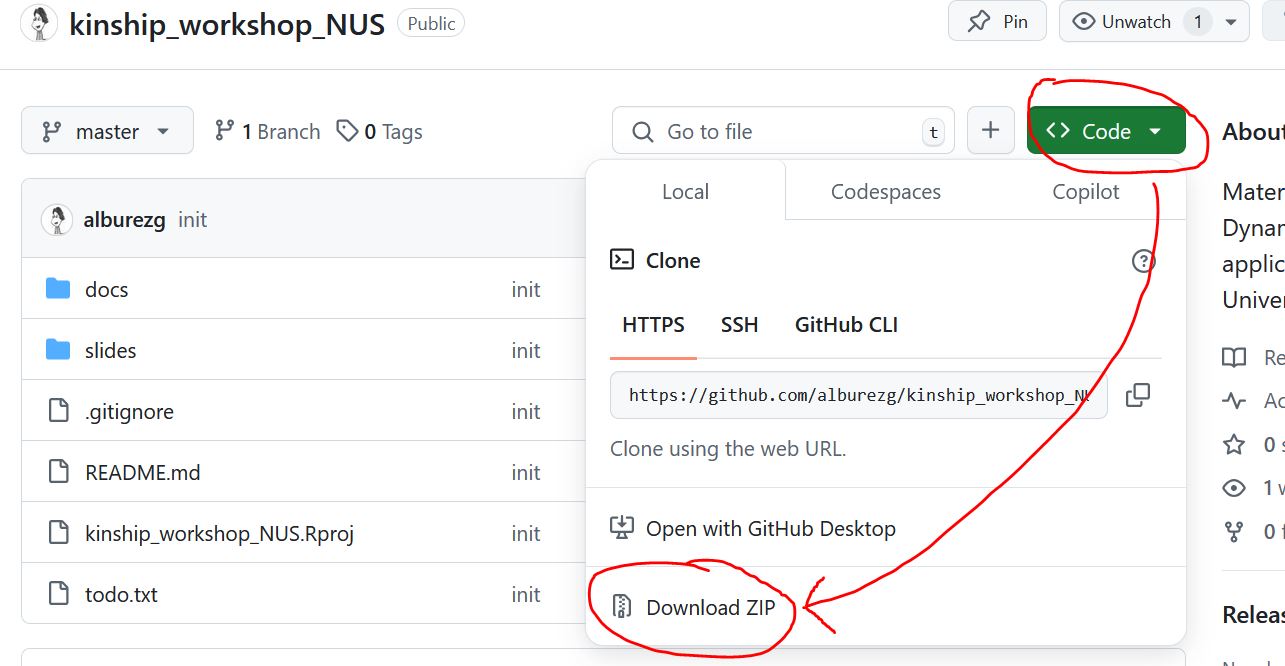 kinship_workshop_NUS Public Pin Unwatch 1
master 1 Branch 0 Tags Go to file t + Code
About
Local Codespaces Copilot
alburezg init
Clone
HTTPS SSH GitHub CLI
https://github.com/alburezg/kinship_workshop_NU
Clone using the web URL.
Open with GitHub Desktop
Download ZIP
docs init
slides init
.gitignore init
README.md init
kinship_workshop_NUS.Rproj init
todo.txt init
Mater
Dynar
applic
Univer
Re
Ac
0 s
1 w
0 f
Releas